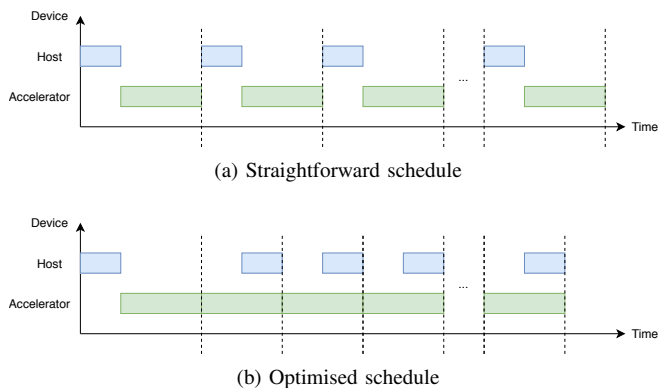 Device
Host
Accelerator
...
Time
(a) Straightforward schedule
Device
Host
Accelerator
...
Time
(b) Optimised schedule